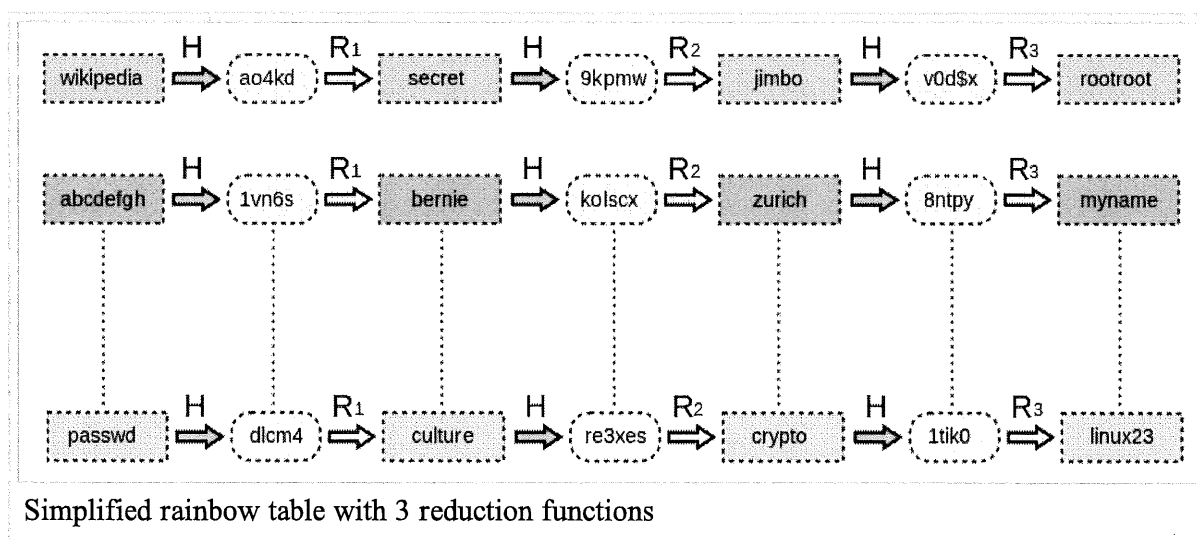 H R1 H R2 H R3
wikipedia ao4kd secret 9kpmw jimbo v0d$x rootroot
H R1 H R2 H R3
abcdefgh 1vn6s bernie kolscx zurich 8ntpy myname
H R1 H R2 H R3
passwd dlcm4 culture re3xes crypto 1tik0 linux23
Simplified rainbow table with 3 reduction functions